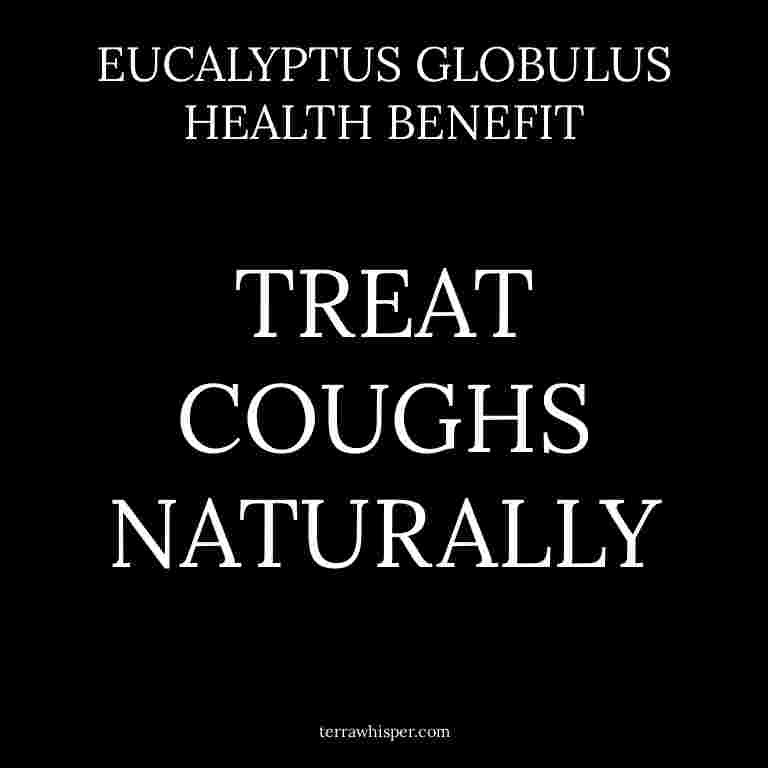 EUCALYPTUS GLOBULUS
HEALTH BENEFIT
TREAT
COUGHS
NATURALLY
terrawhisper.com